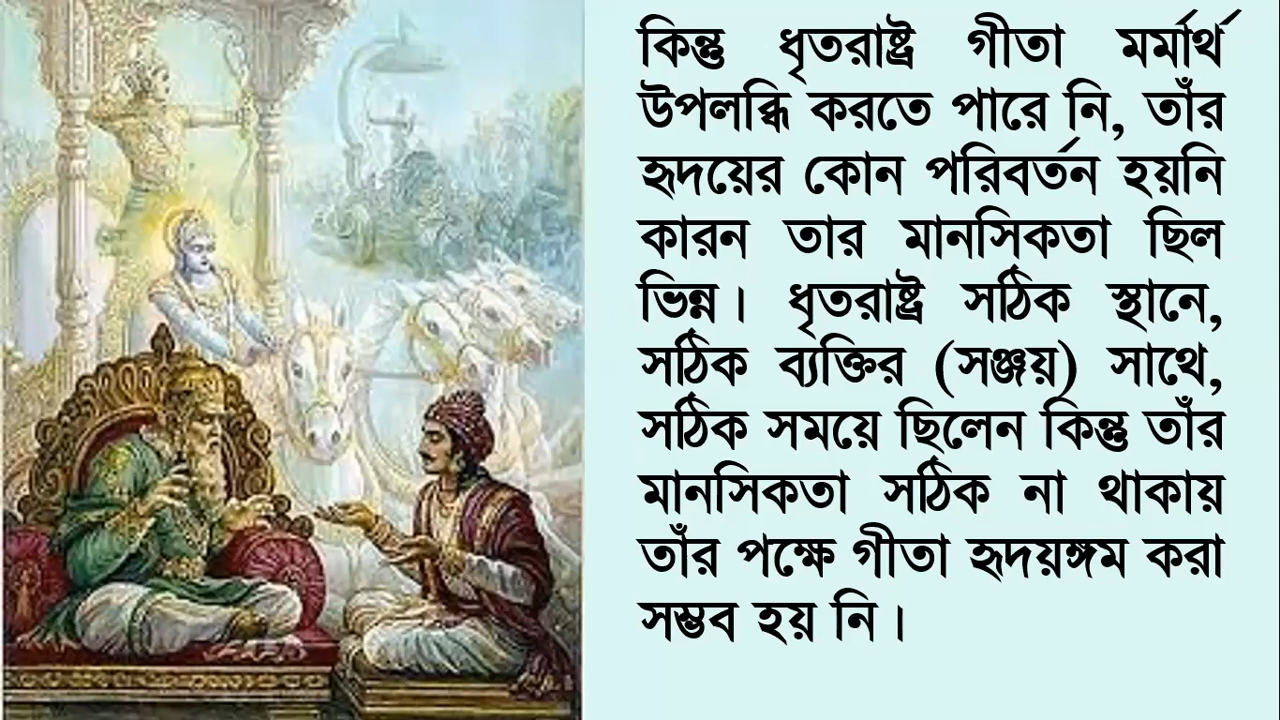 কিন্তু ধৃতরাষ্ট্র গীতা মর্মার্থ
উপলব্ধি করতে পারে নি, তাঁর
হৃদয়ের কোন পরিবর্তন হয়নি
কারন তার মানসিকতা ছিল
ভিন্ন। ধৃতরাষ্ট্র সঠিক স্থানে,
সঠিক ব্যক্তির (সঞ্জয়) সাথে,
সঠিক সময়ে ছিলেন কিন্তু তাঁর
মানসিকতা সঠিক না থাকায়
তাঁর পক্ষে গীতা হৃদয়ঙ্গম করা
সম্ভব হয় নি।